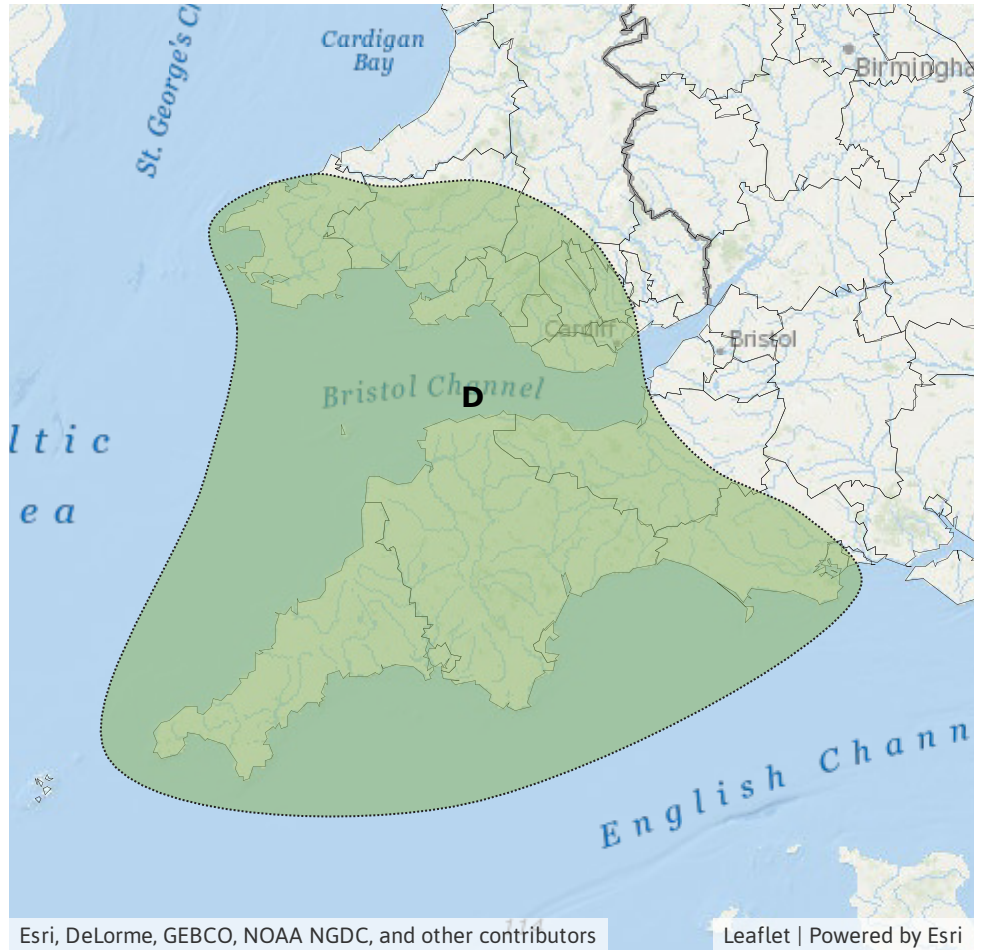 Cardigan
Bay
St. George's C
Birmingha
Cardiff
Bristol
Bristol Channel
D
ltic
ea
English Chann
Esri, DeLorme, GEBCO, NOAA NGDC, and other contributors
Leaflet | Powered by Esri